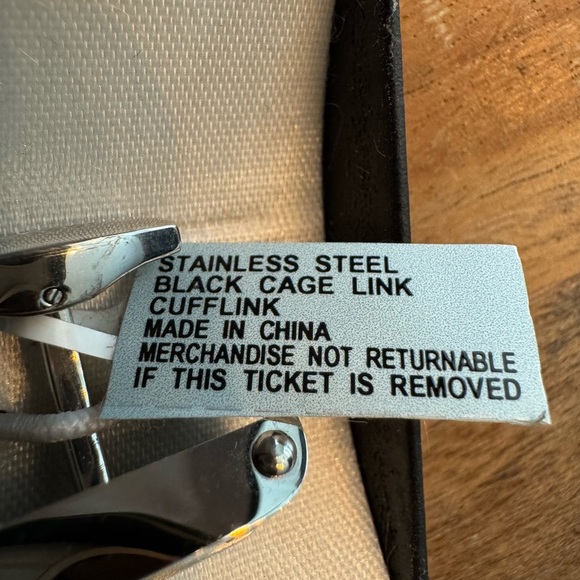 STAINLESS STEEL
BLACK CAGE LINK
CUFFLINK
MADE IN CHINA
MERCHANDISE NOT RETURNABLE
IF THIS TICKET IS REMOVED